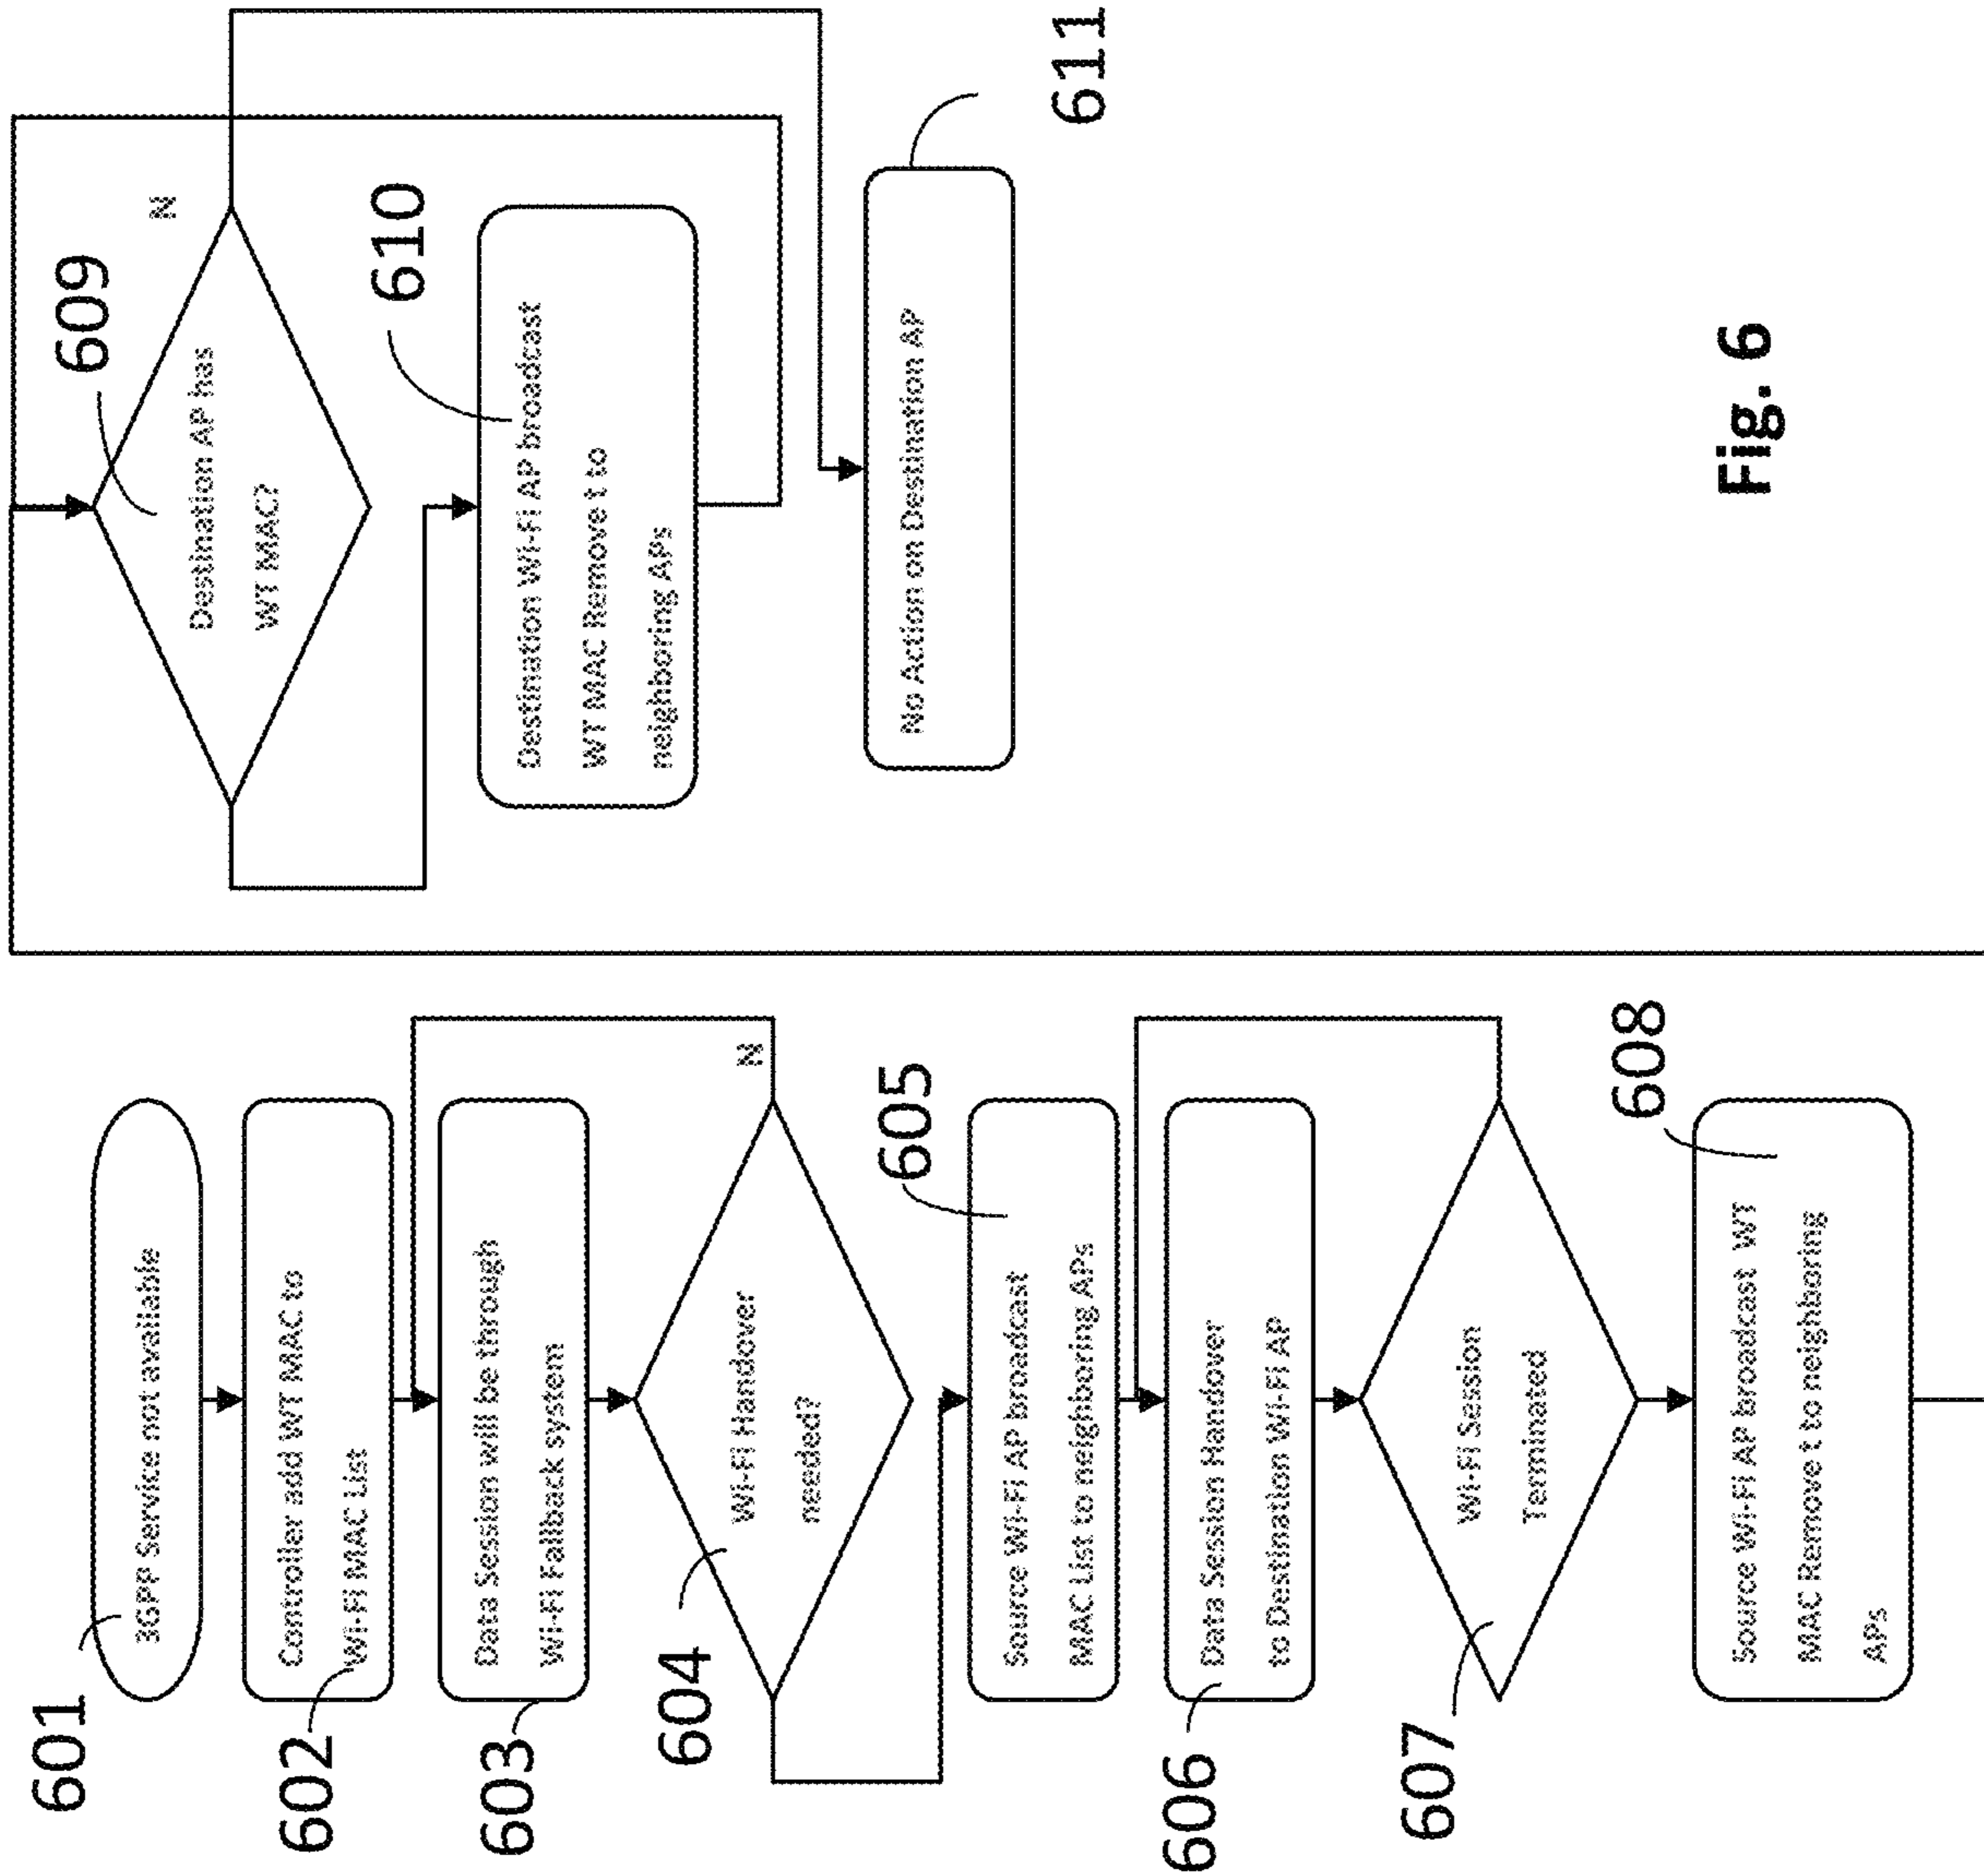 601
3GPP Service not available
602
Controller add WT MAC to
Wi-Fi MAC List
603
Data Session will be through
Wi-Fi Fallback system
604
Wi-Fi Handover
needed?
N
605
Source Wi-Fi AP broadcast
MAC List to neighboring APs
606
Data Session Handover
to Destination Wi-Fi AP
607
Wi-Fi Session
Terminated
608
Source Wi-Fi AP broadcast WT
MAC Remove t to neighboring
APs
609
Destination AP has
WT MAC?
N
610
Destination Wi-Fi AP broadcast
WT MAC Remove t to
neighboring APs
611
No Action on Destination AP
Fig. 6